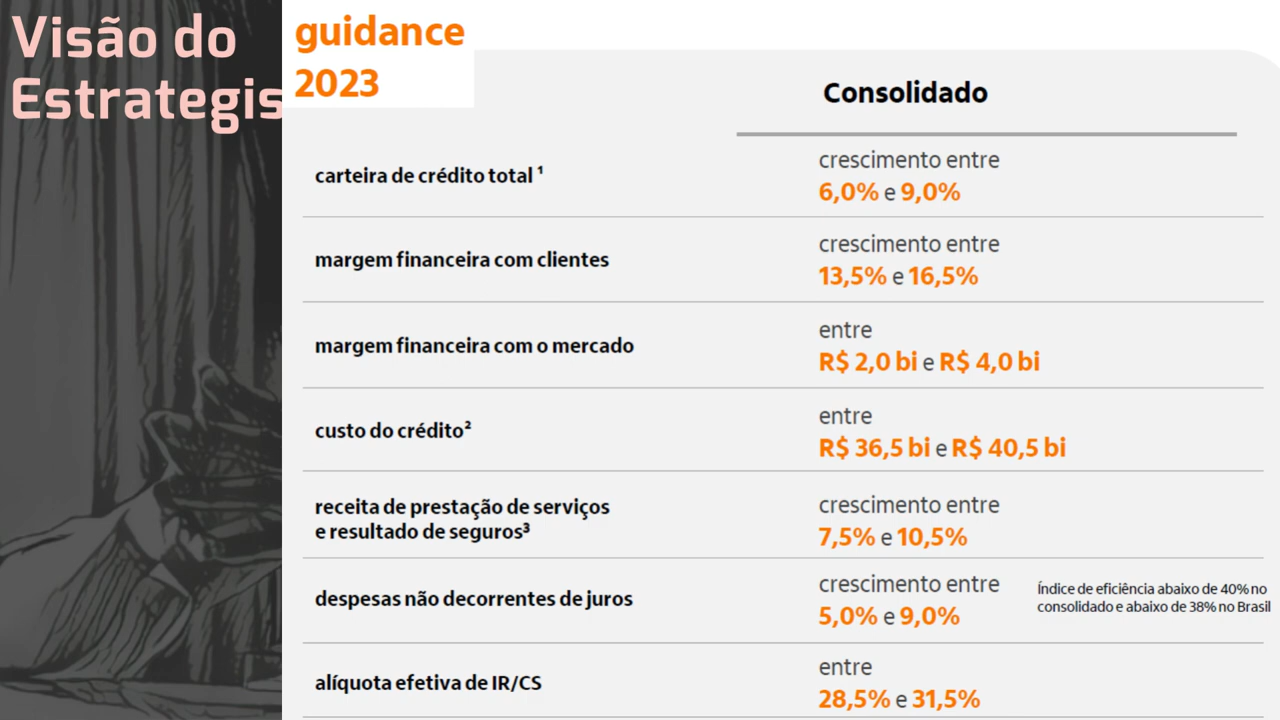 Visão do
Estrategis
guidance
2023
Consolidado
carteira de crédito total ¹
crescimento entre
6,0% e 9,0%
margem financeira com clientes
crescimento entre
13,5% e 16,5%
margem financeira com o mercado
entre
R$ 2,0 bi e R$ 4,0 bi
custo do crédito²
entre
R$ 36,5 bi e R$ 40,5 bi
receita de prestação de serviços
e resultado de seguros³
crescimento entre
7,5% e 10,5%
despesas não decorrentes de juros
crescimento entre
5,0% e 9,0%
Índice de eficiência abaixo de 40% no
consolidado e abaixo de 38% no Brasil
alíquota efetiva de IR/CS
entre
28,5% e 31,5%